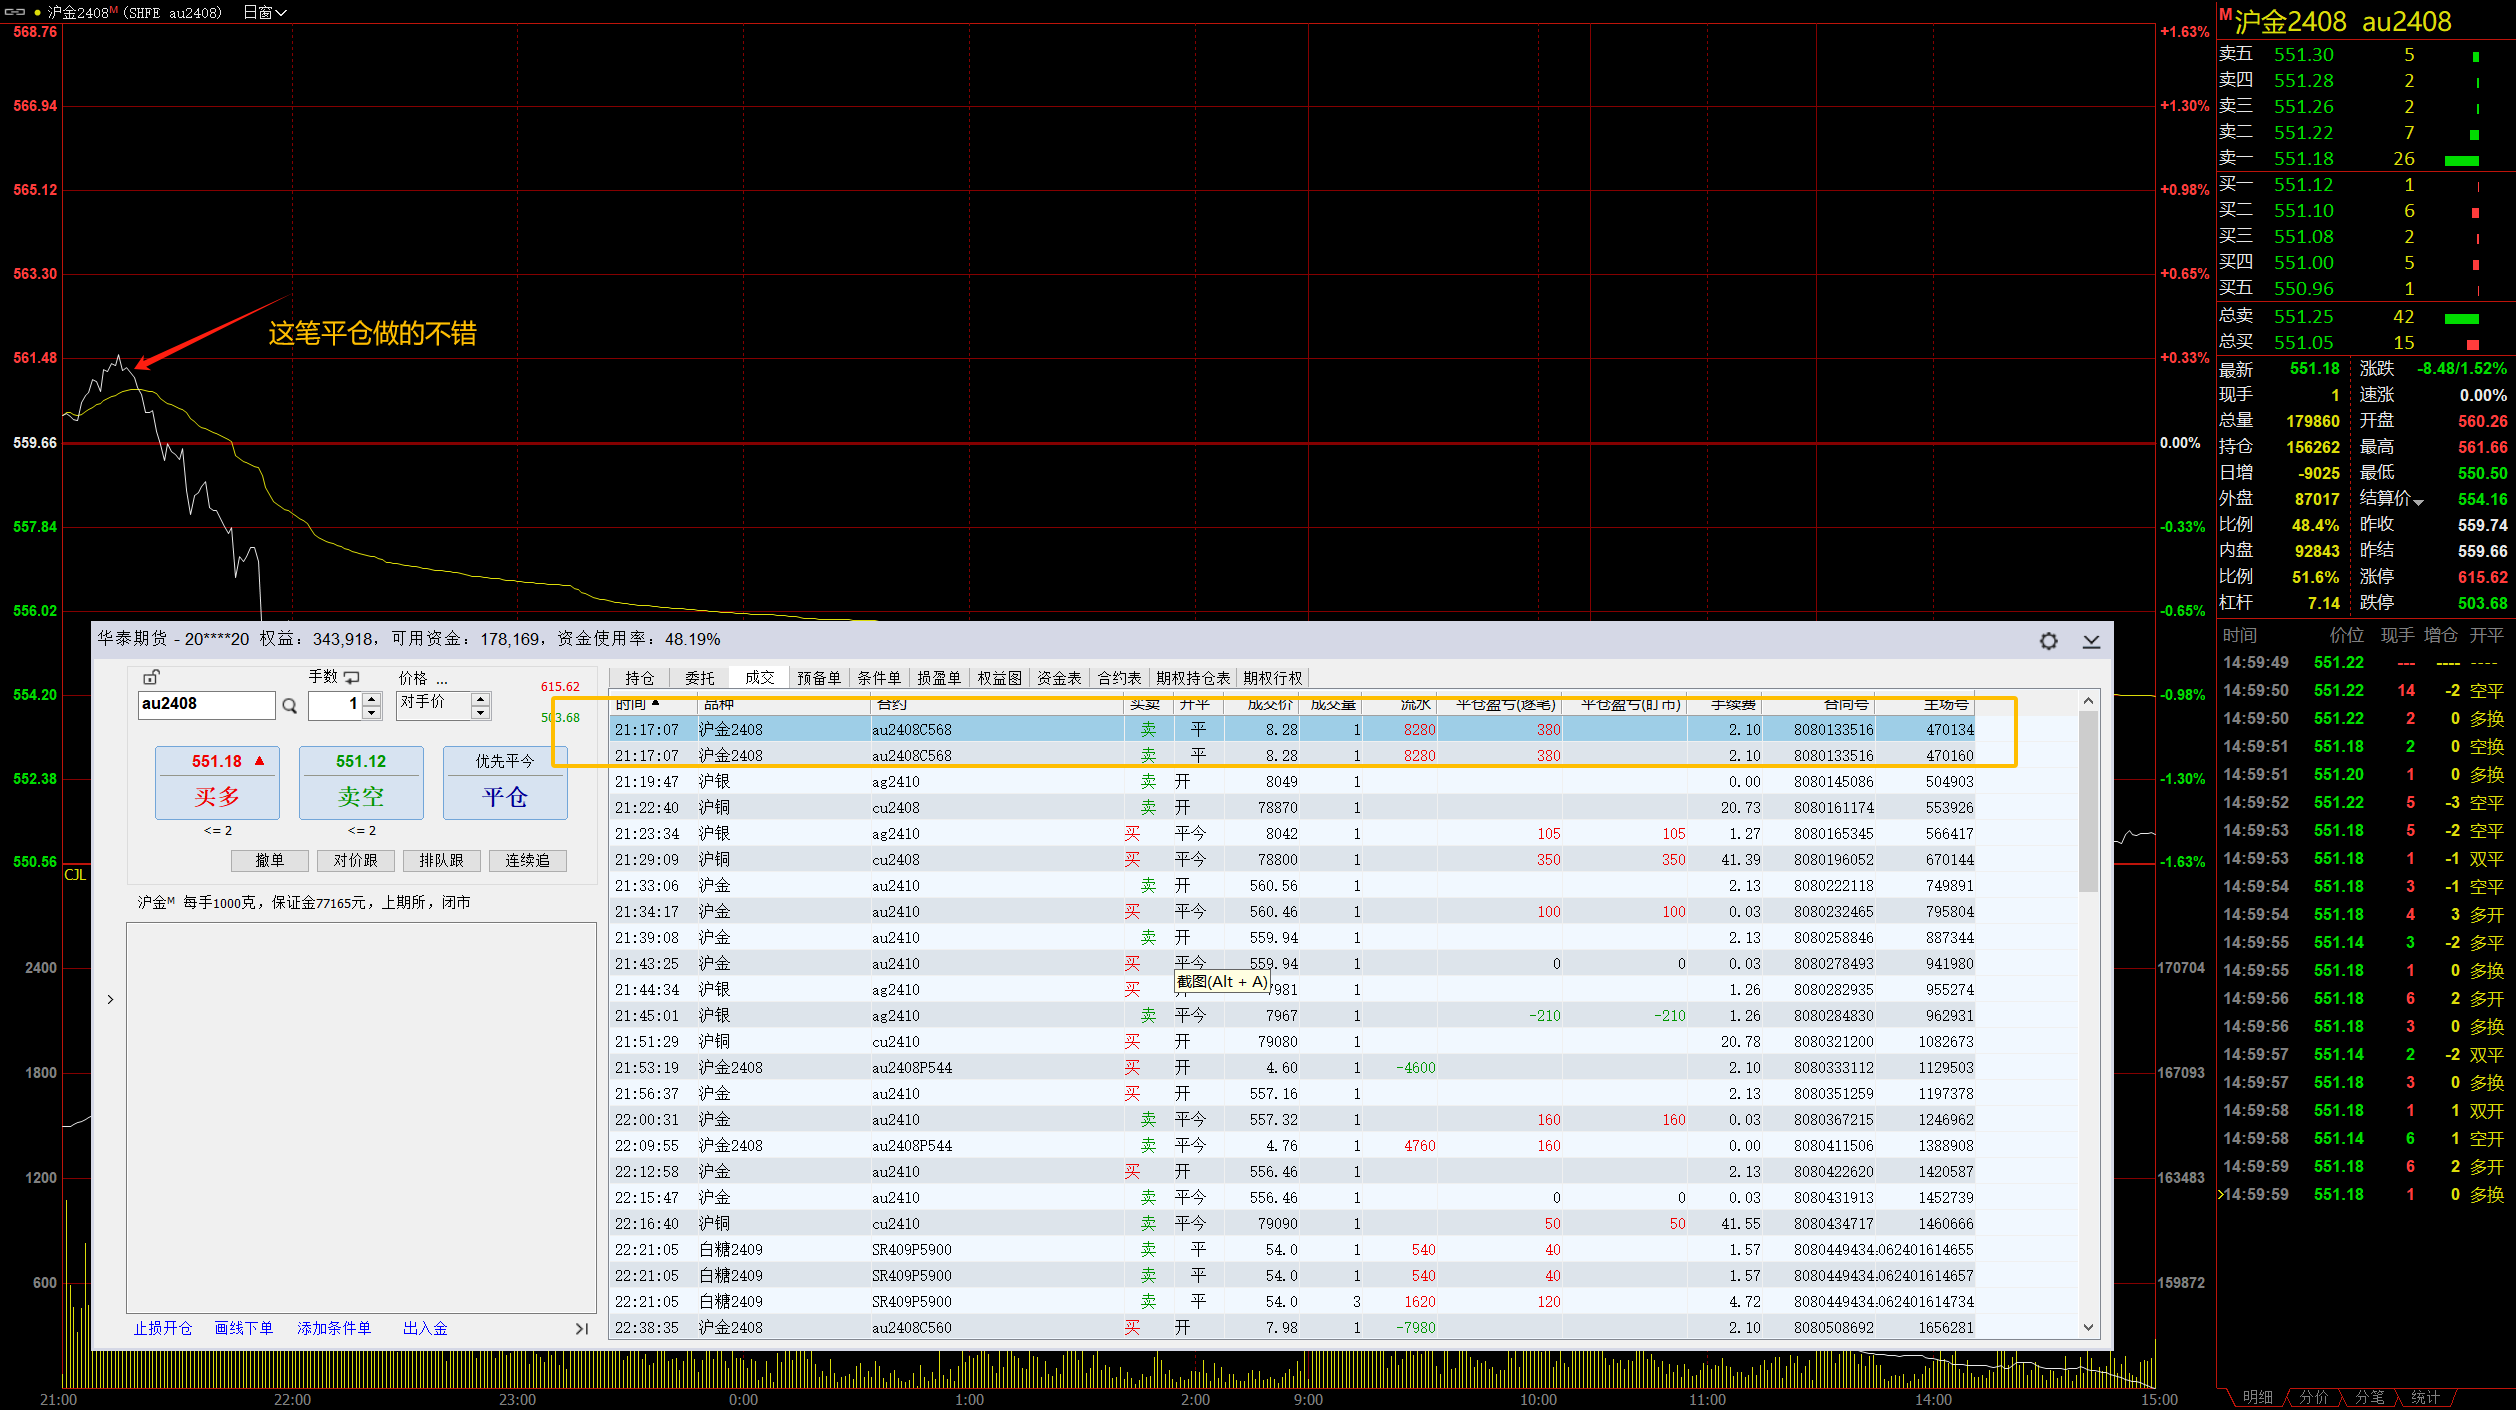 沪金2408M(SHFE au2408) 日窗
568.76 +1.63%
566.94 +1.30%
565.12 +0.98%
563.30 +0.65%
561.48 +0.33%
559.66 0.00%
557.84 -0.33%
556.02 -0.65%
554.20 -0.98%
552.38 -1.30%
550.56 -1.63%
CJL
2400 170704
1800 167093
1200 163483
600 159872
21:00 22:00 23:00 0:00 1:00 2:00 9:00 10:00 11:00 14:00 15:00
这笔平仓做的不错
华泰期货 - 20****20 权益：343,918，可用资金：178,169，资金使用率：48.19%
手数 价格 ...
au2408 1 对手价
615.62
503.68
551.18 551.12 优先平今
买多 卖空 平仓
<= 2 <= 2
撤单 对价跟 排队跟 连续追
沪金M 每手1000克，保证金77165元，上期所，闭市
止损开仓 画线下单 添加条件单 出入金
持仓 委托 成交 预备单 条件单 损盈单 权益图 资金表 合约表 期权持仓表 期权行权
时间 品种 合约 买卖 开平 成交价 成交量 流水 平仓盈亏(逐笔) 平仓盈亏(盯市) 手续费 合同号 主场号
21:17:07 沪金2408 au2408C568 卖 平 8.28 1 8280 380 2.10 8080133516 470134
21:17:07 沪金2408 au2408C568 卖 平 8.28 1 8280 380 2.10 8080133516 470160
21:19:47 沪银 ag2410 卖 开 8049 1 0.00 8080145086 504903
21:22:40 沪铜 cu2408 卖 开 78870 1 20.73 8080161174 553926
21:23:34 沪银 ag2410 买 平今 8042 1 105 105 1.27 8080165345 566417
21:29:09 沪铜 cu2408 买 平今 78800 1 350 350 41.39 8080196052 670144
21:33:06 沪金 au2410 卖 开 560.56 1 2.13 8080222118 749891
21:34:17 沪金 au2410 买 平今 560.46 1 100 100 0.03 8080232465 795804
21:39:08 沪金 au2410 卖 开 559.94 1 2.13 8080258846 887344
21:43:25 沪金 au2410 买 平今 559.94 1 0 0 0.03 8080278493 941980
21:44:34 沪银 ag2410 买 7981 1 1.26 8080282935 955274
截图(Alt + A)
21:45:01 沪银 ag2410 卖 平今 7967 1 -210 -210 1.26 8080284830 962931
21:51:29 沪铜 cu2410 买 开 79080 1 20.78 8080321200 1082673
21:53:19 沪金2408 au2408P544 买 开 4.60 1 -4600 2.10 8080333112 1129503
21:56:37 沪金 au2410 买 开 557.16 1 2.13 8080351259 1197378
22:00:31 沪金 au2410 卖 平今 557.32 1 160 160 0.03 8080367215 1246962
22:09:55 沪金2408 au2408P544 卖 平今 4.76 1 4760 160 0.00 8080411506 1388908
22:12:58 沪金 au2410 买 开 556.46 1 2.13 8080422620 1420587
22:15:47 沪金 au2410 卖 平今 556.46 1 0 0 0.03 8080431913 1452739
22:16:40 沪铜 cu2410 卖 平今 79090 1 50 50 41.55 8080434717 1460666
22:21:05 白糖2409 SR409P5900 卖 平 54.0 1 540 40 1.57 8080449434 062401614655
22:21:05 白糖2409 SR409P5900 卖 平 54.0 1 540 40 1.57 8080449434 062401614657
22:21:05 白糖2409 SR409P5900 卖 平 54.0 3 1620 120 4.72 8080449434 062401614734
22:38:35 沪金2408 au2408C560 买 开 7.98 1 -7980 2.10 8080508692 1656281
M沪金2408 au2408
卖五 551.30 5
卖四 551.28 2
卖三 551.26 2
卖二 551.22 7
卖一 551.18 26
买一 551.12 1
买二 551.10 6
买三 551.08 2
买四 551.00 5
买五 550.96 1
总卖 551.25 42
总买 551.05 15
最新 551.18 涨跌 -8.48/1.52%
现手 1 速涨 0.00%
总量 179860 开盘 560.26
持仓 156262 最高 561.66
日增 -9025 最低 550.50
外盘 87017 结算价 554.16
比例 48.4% 昨收 559.74
内盘 92843 昨结 559.66
比例 51.6% 涨停 615.62
杠杆 7.14 跌停 503.68
时间 价位 现手 增仓 开平
14:59:49 551.22 --- ---- ----
14:59:50 551.22 14 -2 空平
14:59:50 551.22 2 0 多换
14:59:51 551.18 2 0 空换
14:59:51 551.20 1 0 多换
14:59:52 551.22 5 -3 空平
14:59:53 551.18 5 -2 空平
14:59:53 551.18 1 -1 双平
14:59:54 551.18 3 -1 空平
14:59:54 551.18 4 3 多开
14:59:55 551.14 3 -2 多平
14:59:55 551.18 1 0 多换
14:59:56 551.18 6 2 多开
14:59:56 551.18 3 0 多换
14:59:57 551.14 2 -2 双平
14:59:57 551.18 3 0 多换
14:59:58 551.18 1 1 双开
14:59:58 551.14 6 1 空开
14:59:59 551.18 6 2 多开
14:59:59 551.18 1 0 多换
明细 分价 分笔 统计